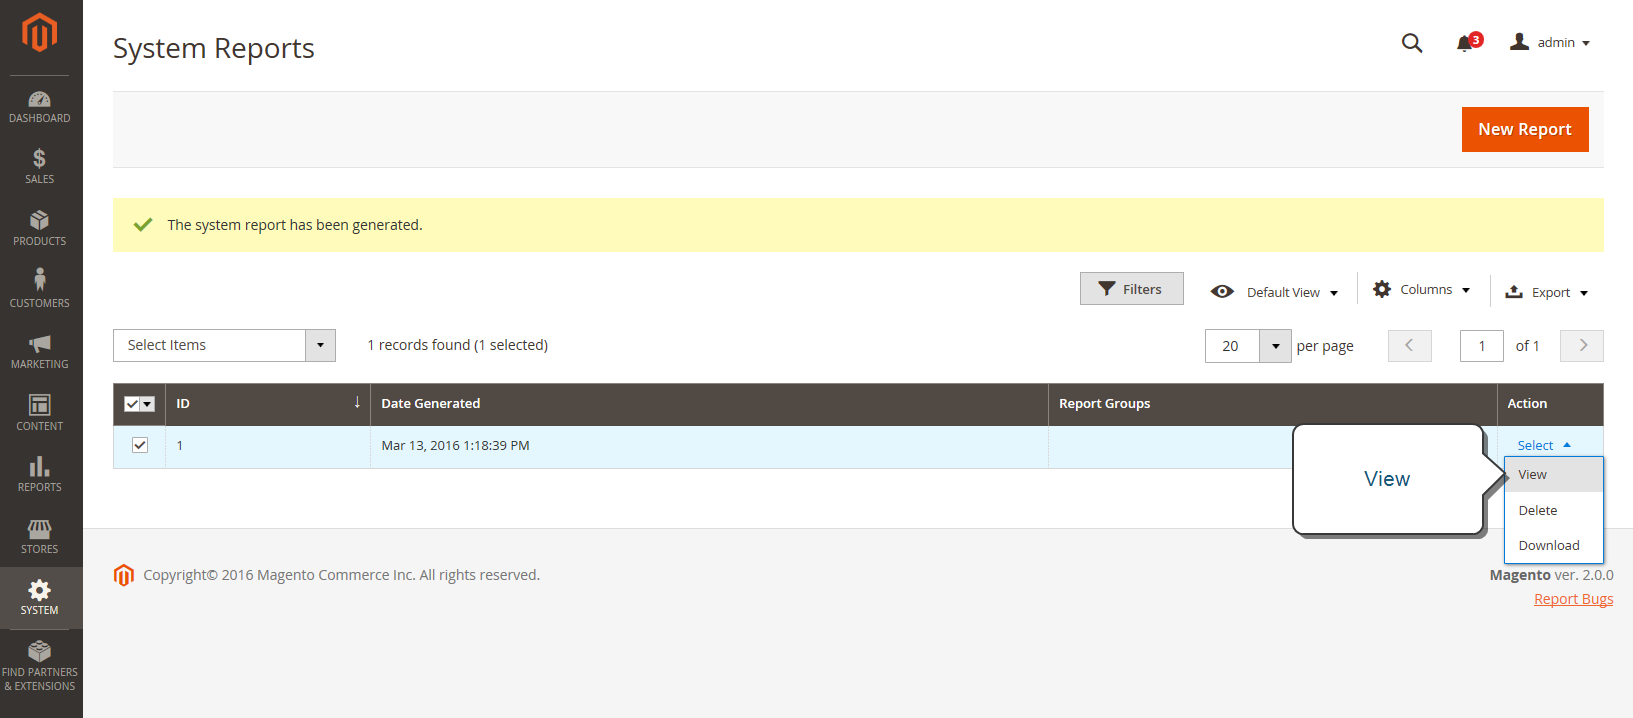 System Reports
3
admin
DASHBOARD
SALES
PRODUCTS
CUSTOMERS
MARKETING
CONTENT
REPORTS
STORES
SYSTEM
FIND PARTNERS
& EXTENSIONS
New Report
The system report has been generated.
Filters
Default View
Columns
Export
Select Items
1 records found (1 selected)
20
per page
1
of 1
ID
Date Generated
Report Groups
Action
1
Mar 13, 2016 1:18:39 PM
Select
View
View
Delete
Download
Copyright© 2016 Magento Commerce Inc. All rights reserved.
Magento ver. 2.0.0
Report Bugs